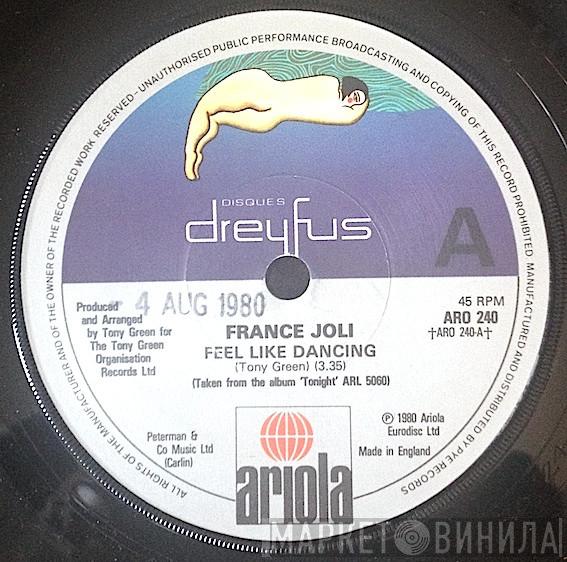 ALL RIGHTS OF THE MANUFACTURER AND OF THE OWNER OF THE RECORDED WORK RESERVED – UNAUTHORISED PUBLIC PERFORMANCE BROADCASTING AND COPYING OF THIS RECORD PROHIBITED. MANUFACTURED AND DISTRIBUTED BY PYE RECORDS
DISQUES
dreyfus
A
4 AUG 1980
Produced
and Arranged
by Tony Green for
The Tony Green
Organisation
Records Ltd
45 RPM
ARO 240
†ARO 240-A†
FRANCE JOLI
FEEL LIKE DANCING
(Tony Green) (3.35)
(Taken from the album 'Tonight' ARL 5060)
Peterman &
Co Music Ltd
(Carlin)
℗ 1980 Ariola
Eurodisc Ltd
Made in England
ariola
МАРКЕТ ВИНИЛА